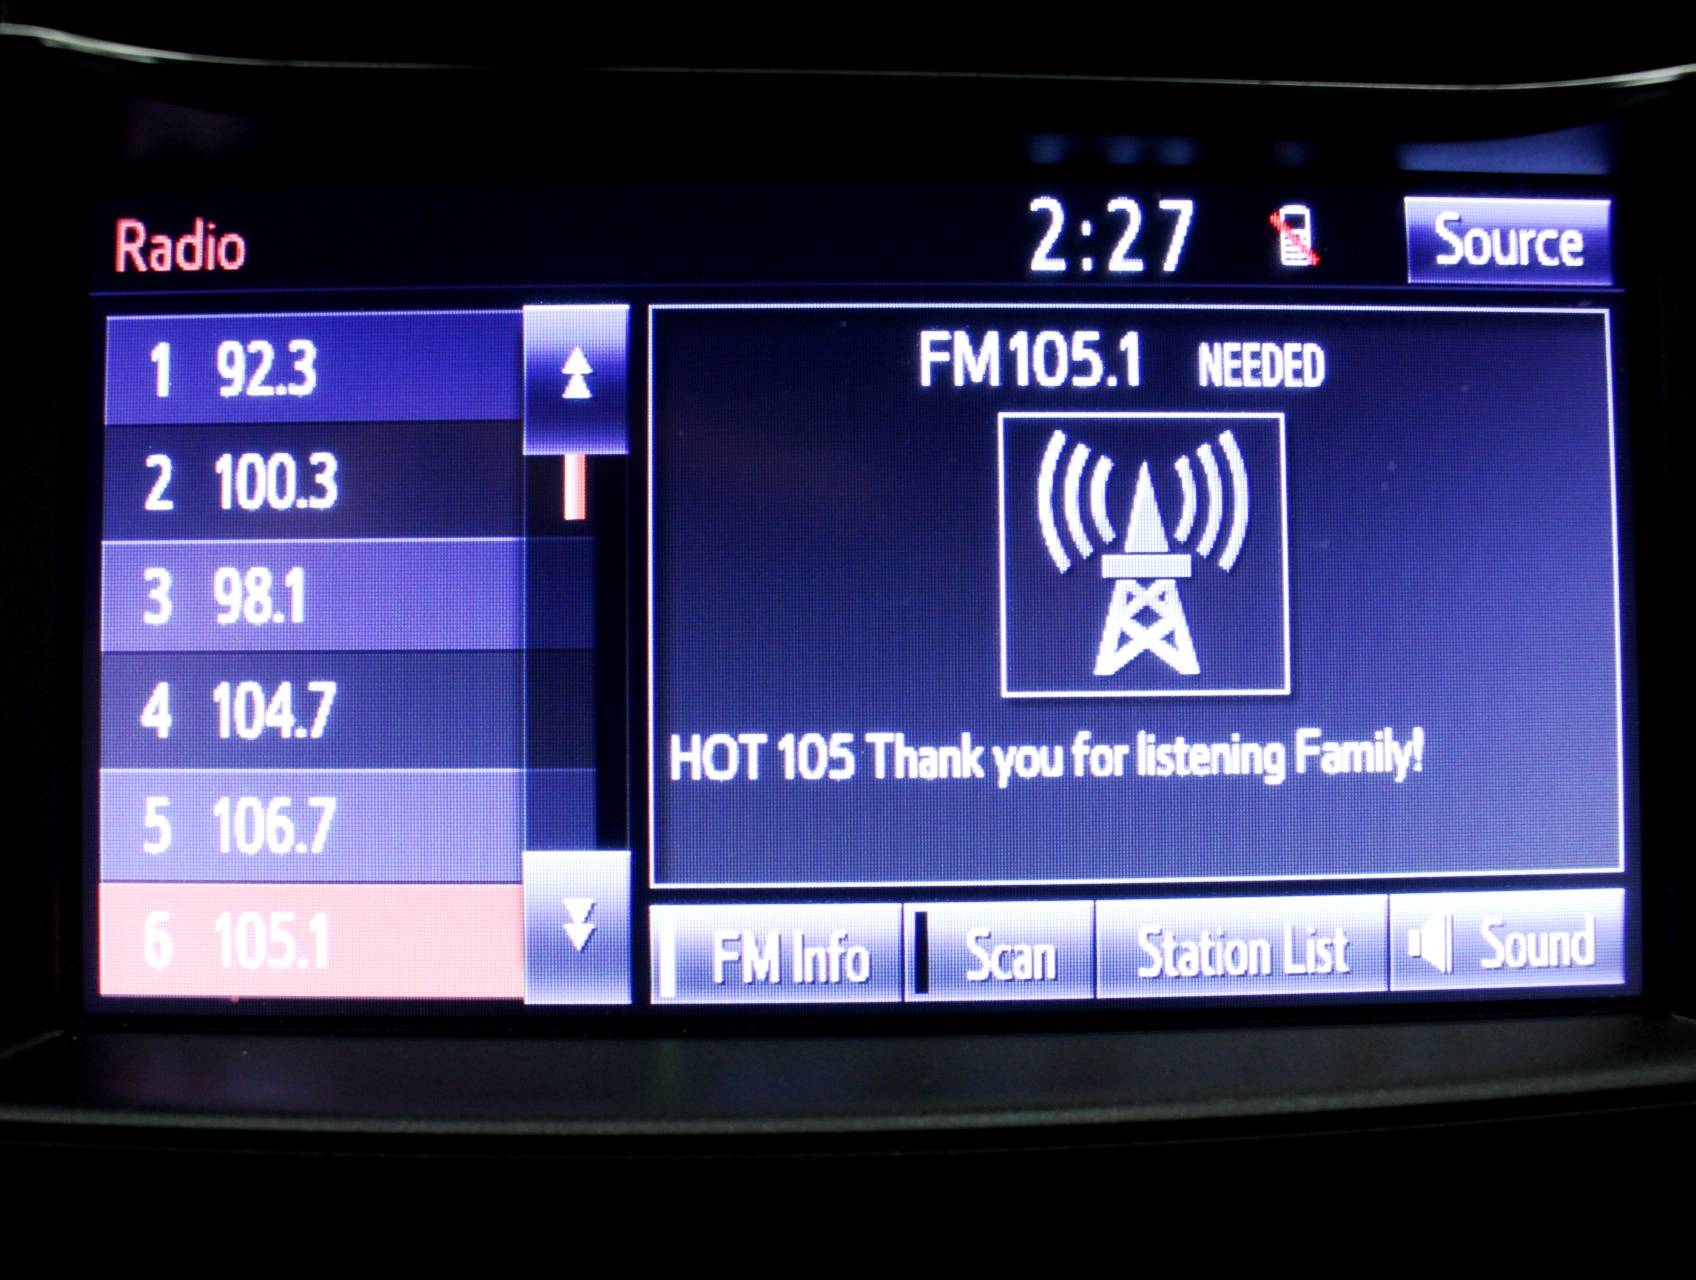 Radio
2:27
Source
1 92.3
2 100.3
3 98.1
4 104.7
5 106.7
6 105.1
FM105.1 NEEDED
HOT 105 Thank you for listening Family!
FM Info
Scan
Station List
Sound